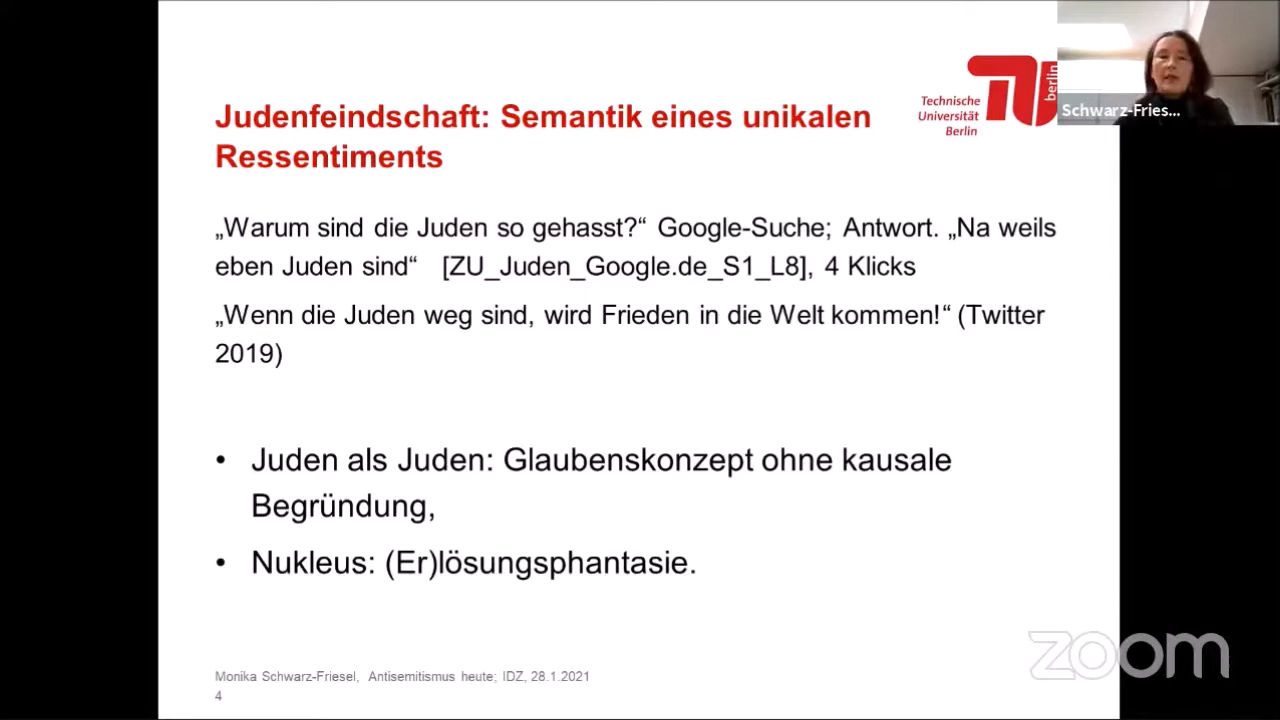 Judenfeindschaft: Semantik eines unikalen
Ressentiments
Technische
Universität
Berlin
berlin
Schwarz-Fries...
„Warum sind die Juden so gehasst?“ Google-Suche; Antwort. „Na weils
eben Juden sind“ [ZU_Juden_Google.de_S1_L8], 4 Klicks
„Wenn die Juden weg sind, wird Frieden in die Welt kommen!“ (Twitter
2019)
• Juden als Juden: Glaubenskonzept ohne kausale
Begründung,
• Nukleus: (Er)lösungsphantasie.
zoom
Monika Schwarz-Friesel, Antisemitismus heute; IDZ, 28.1.2021
4